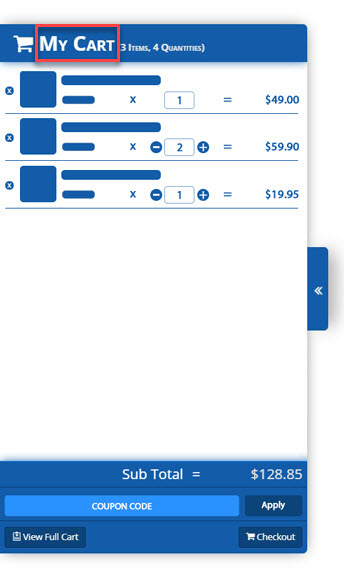 My Cart (3 Items, 4 Quantities)
x
x 1 = $49.00
x
x 2 = $59.90
x
x 1 = $19.95
Sub Total = $128.85
COUPON CODE Apply
View Full Cart Checkout